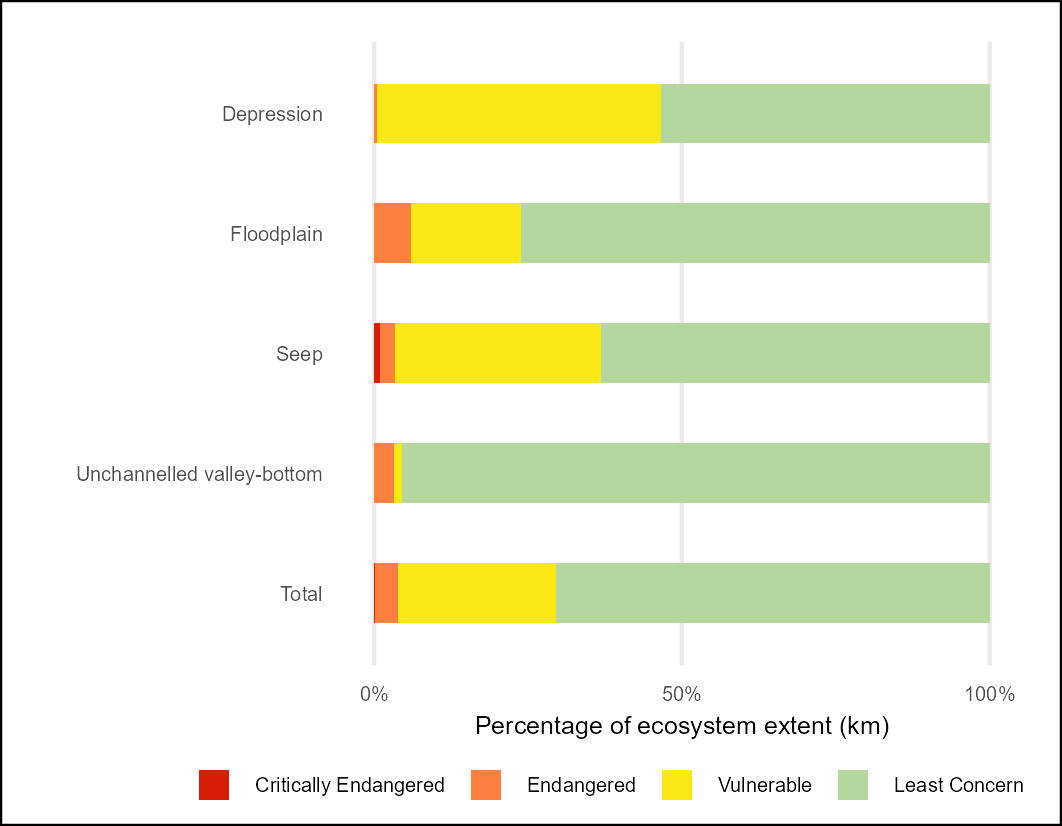 Depression
Floodplain
Seep
Unchannelled valley-bottom
Total
0% 50% 100%
Percentage of ecosystem extent (km)
Critically Endangered Endangered Vulnerable Least Concern